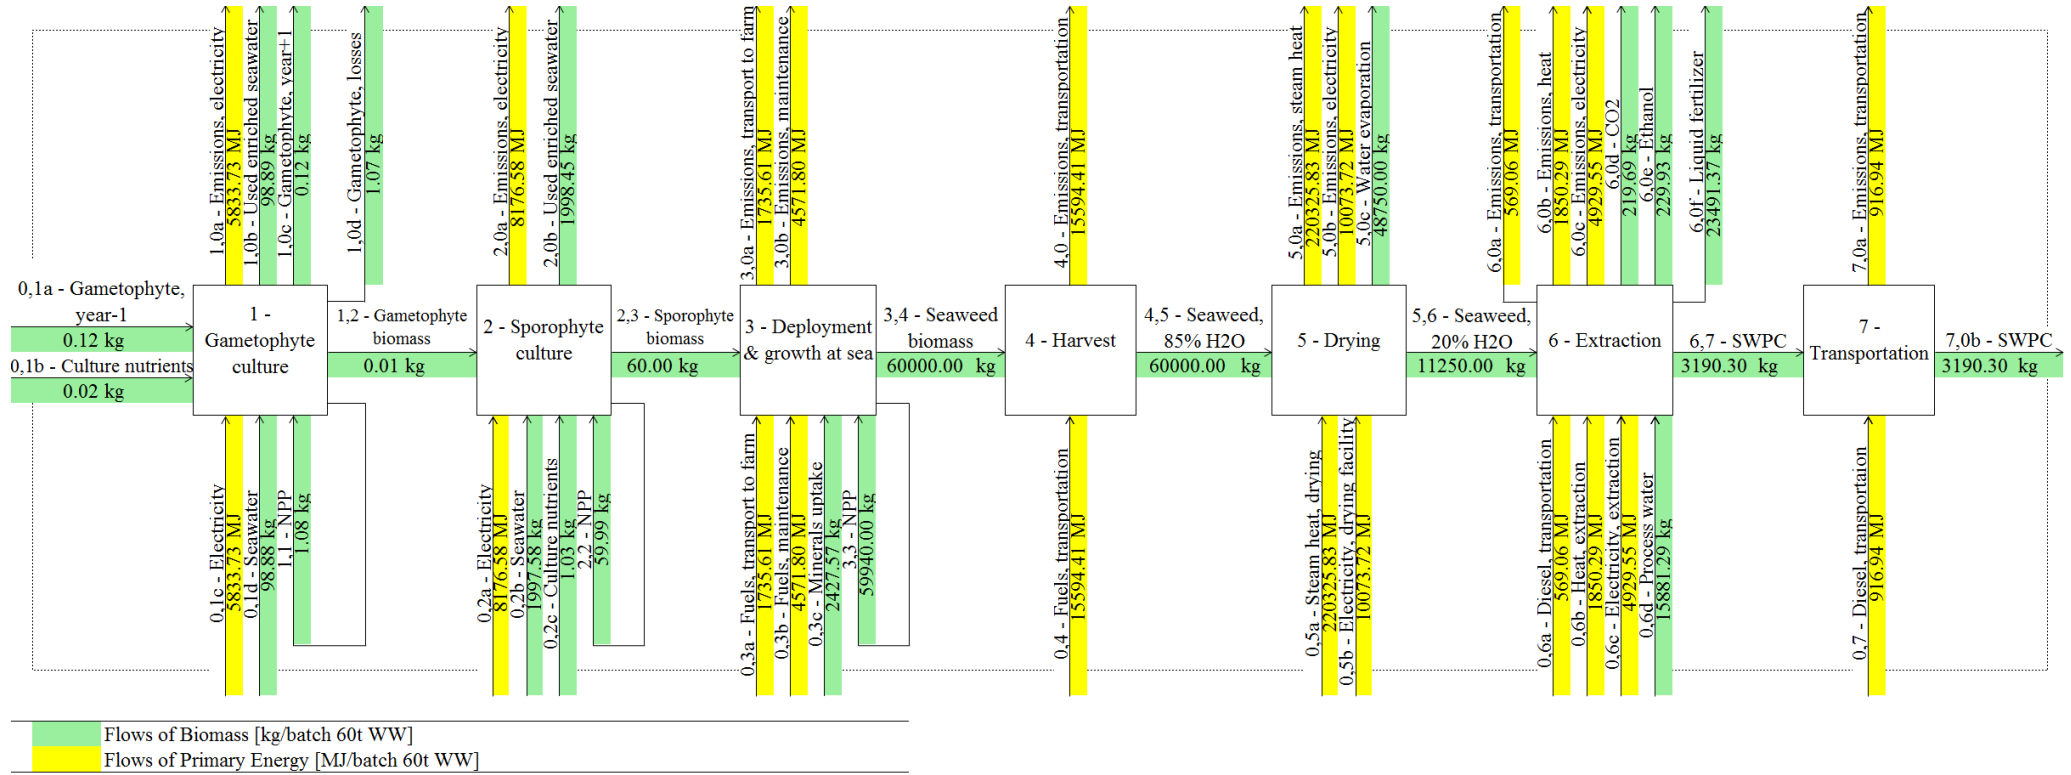 1,0a - Emissions, electricity
5833.73 MJ
1,0b - Used enriched seawater
98.89 kg
1,0c - Gametophyte, year+1
0.12 kg
1,0d - Gametophyte, losses
1.07 kg
2,0a - Emissions, electricity
8176.58 MJ
2,0b - Used enriched seawater
1998.45 kg
3,0a - Emissions, transport to farm
1735.61 MJ
3,0b - Emissions, maintenance
4571.80 MJ
4,0 - Emissions, transportation
15594.41 MJ
5,0a - Emissions, steam heat
220325.83 MJ
5,0b - Emissions, electricity
10073.72 MJ
5,0c - Water evaporation
48750.00 kg
6,0a - Emissions, transportation
569.06 MJ
6,0b - Emissions, heat
1850.29 MJ
6,0c - Emissions, electricity
4929.55 MJ
6,0d - CO2
219.69 kg
6,0e - Ethanol
229.93 kg
6,0f - Liquid fertilizer
23491.37 kg
7,0a - Emissions, transportation
916.94 MJ
0,1a - Gametophyte,
year-1
0.12 kg
0,1b - Culture nutrients
0.02 kg
1 -
Gametophyte
culture
1,2 - Gametophyte
biomass
0.01 kg
2 - Sporophyte
culture
2,3 - Sporophyte
biomass
60.00 kg
3 - Deployment
& growth at sea
3,4 - Seaweed
biomass
60000.00 kg
4 - Harvest
4,5 - Seaweed,
85% H2O
60000.00 kg
5 - Drying
5,6 - Seaweed,
20% H2O
11250.00 kg
6 - Extraction
6,7 - SWPC
3190.30 kg
7 -
Transportation
7,0b - SWPC
3190.30 kg
0,1c - Electricity
5833.73 MJ
0,1d - Seawater
98.88 kg
1,1 - NPP
1.08 kg
0,2a - Electricity
8176.58 MJ
0,2b - Seawater
1997.58 kg
0,2c - Culture nutrients
1.03 kg
2,2 - NPP
59.99 kg
0,3a - Fuels, transport to farm
1735.61 MJ
0,3b - Fuels, maintenance
4571.80 MJ
0,3c - Minerals uptake
2427.57 kg
3,3 - NPP
59940.00 kg
0,4 - Fuels, transportation
15594.41 MJ
0,5a - Steam heat, drying
220325.83 MJ
0,5b - Electricity, drying facility
10073.72 MJ
0,6a - Diesel, transportation
569.06 MJ
0,6b - Heat, extraction
1850.29 MJ
0,6c - Electricity, extraction
4929.55 MJ
0,6d - Process water
15881.29 kg
0,7 - Diesel, transportation
916.94 MJ
Flows of Biomass [kg/batch 60t WW]
Flows of Primary Energy [MJ/batch 60t WW]